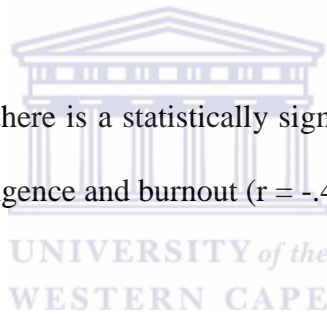 here is a statistically sign
gence and burnout (r = -.4
UNIVERSITY of the
WESTERN CAPE